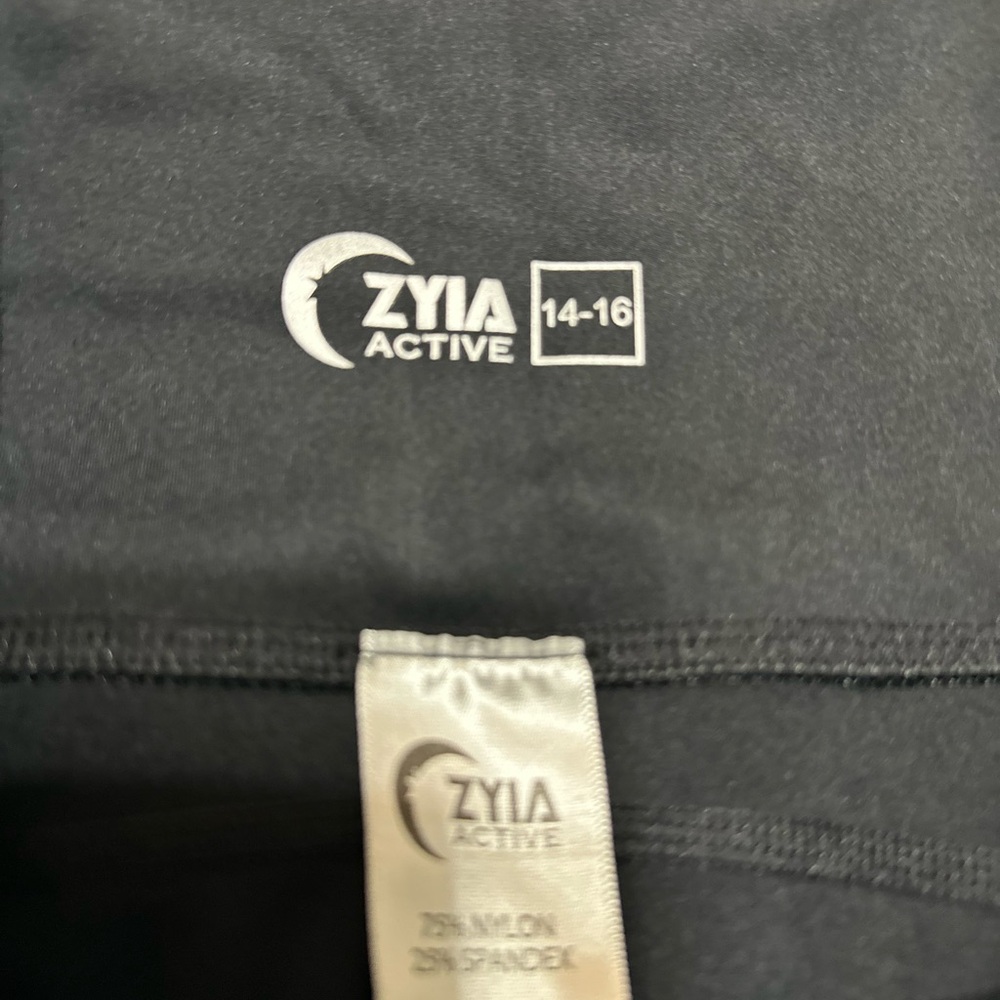 ZYIA
ACTIVE
14-16
ZYIA
ACTIVE
75% NYLON
25% SPANDEX